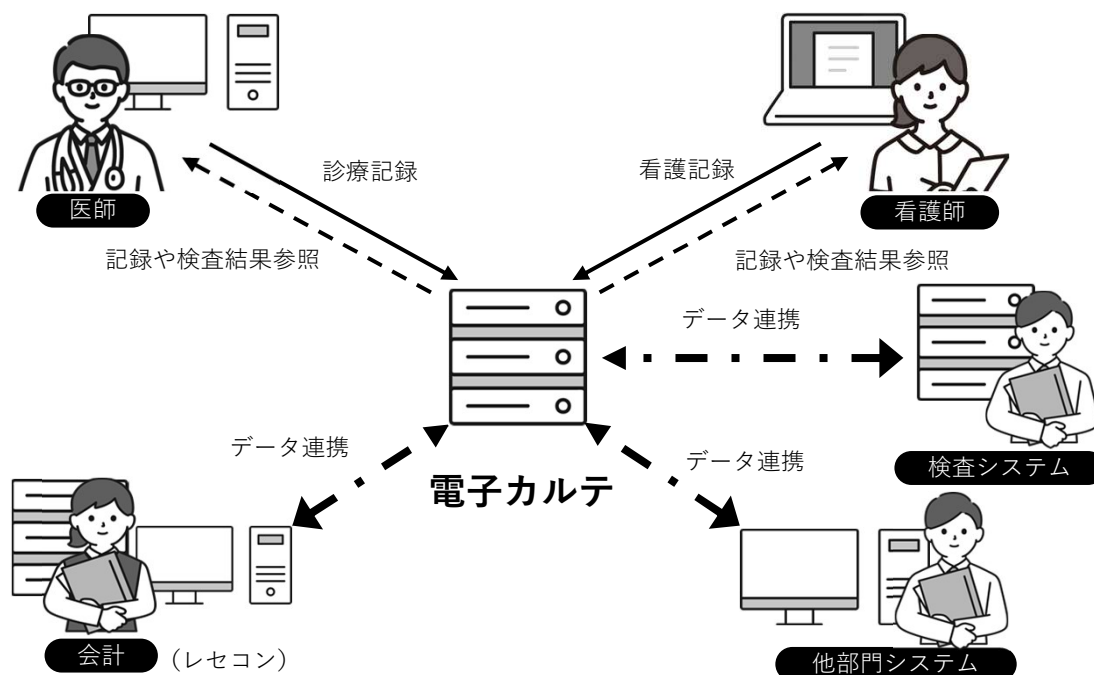 診療記録
看護記録
医師
看護師
記録や検査結果参照
記録や検査結果参照
データ連携
データ連携
データ連携
検査システム
電子カルテ
会計（レセコン）
他部門システム